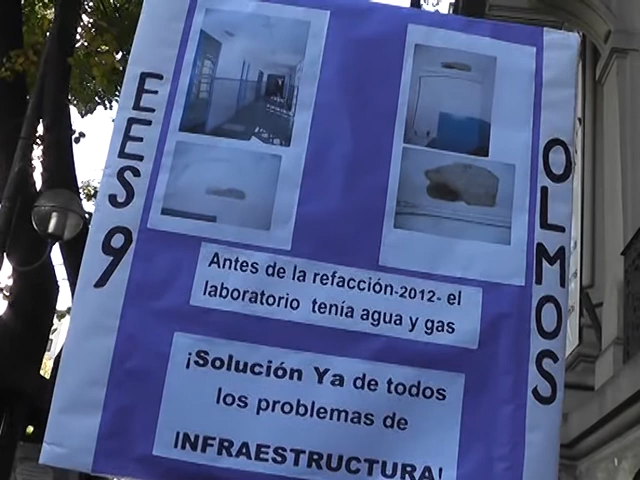 EES 9
Antes de la refacción-2012- el
laboratorio tenía agua y gas
¡Solución Ya de todos
los problemas de
INFRAESTRUCTURA!
OLMOS